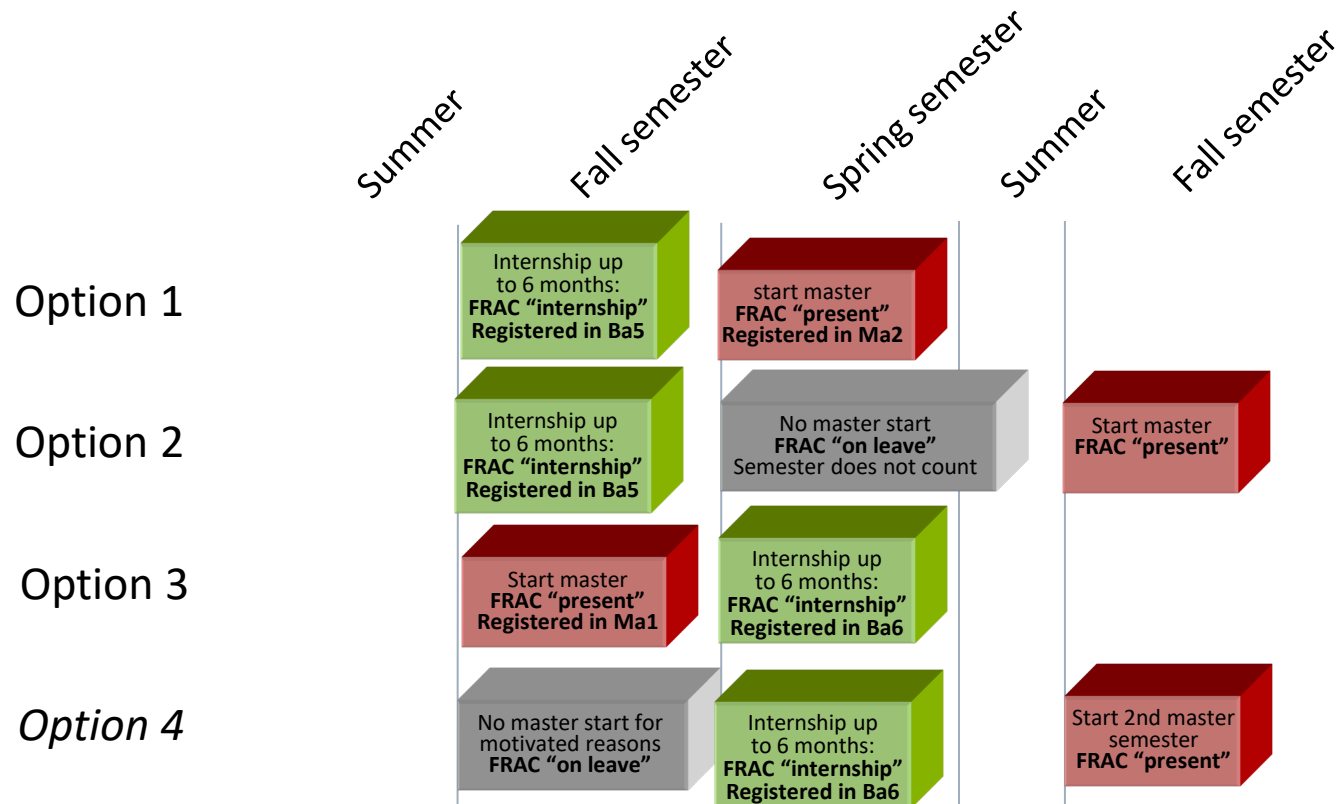 Summer
Fall semester
Spring semester
Summer
Fall semester
Option 1
Internship up
to 6 months:
FRAC “internship”
Registered in Ba5
start master
FRAC “present”
Registered in Ma2
Option 2
Internship up
to 6 months:
FRAC “internship”
Registered in Ba5
No master start
FRAC “on leave”
Semester does not count
Start master
FRAC “present”
Option 3
Start master
FRAC “present”
Registered in Ma1
Internship up
to 6 months:
FRAC “internship”
Registered in Ba6
Option 4
No master start for
motivated reasons
FRAC “on leave”
Internship up
to 6 months:
FRAC “internship”
Registered in Ba6
Start 2nd master
semester
FRAC “present”